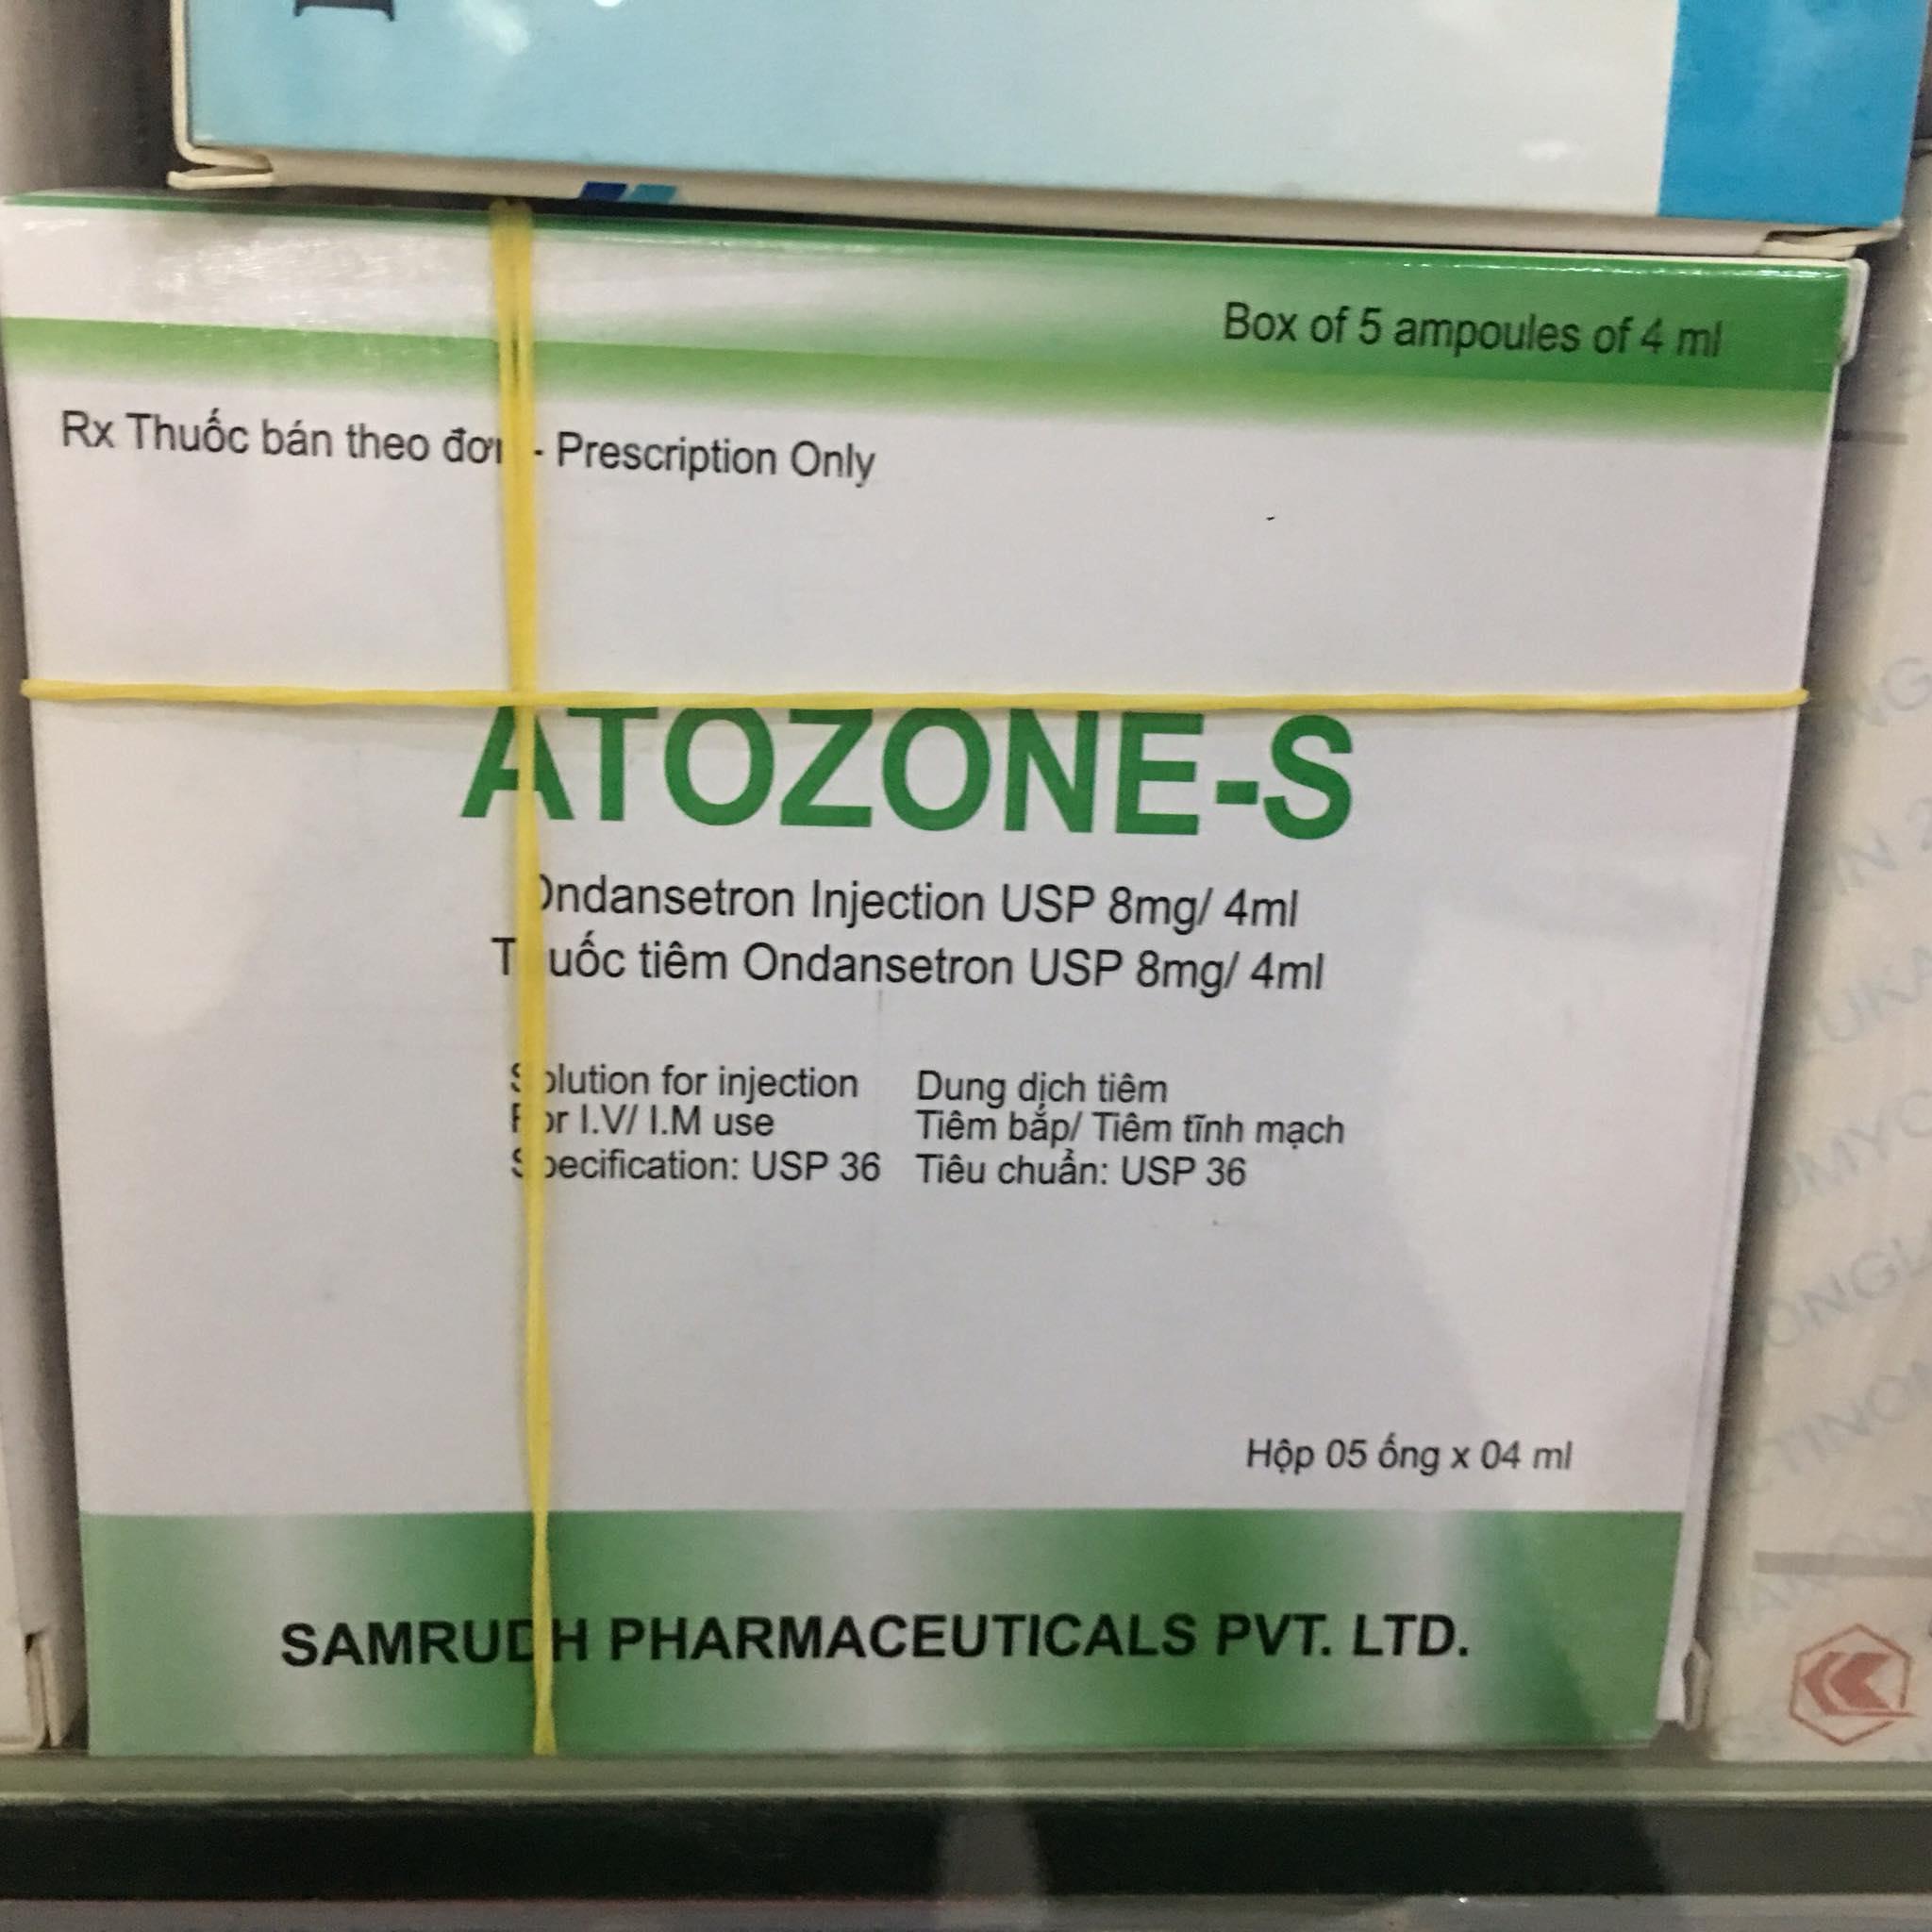 Box of 5 ampoules of 4 ml
Rx Thuốc bán theo đơn - Prescription Only
ATOZONE-S
Ondansetron Injection USP 8mg/ 4ml
Thuốc tiêm Ondansetron USP 8mg/ 4ml
Solution for injection
For I.V/ I.M use
Specification: USP 36
Dung dịch tiêm
Tiêm bắp/ Tiêm tĩnh mạch
Tiêu chuẩn: USP 36
Hộp 05 ống x 04 ml
SAMRUDH PHARMACEUTICALS PVT. LTD.